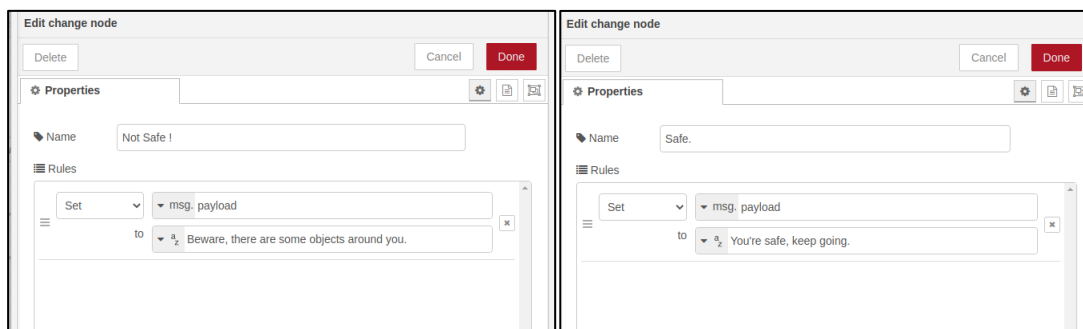 Edit change node
Delete
Cancel
Done
Properties
Name
Not Safe !
Rules
Set
msg. payload
to
az Beware, there are some objects around you.
Edit change node
Delete
Cancel
Done
Properties
Name
Safe.
Rules
Set
msg. payload
to
az You're safe, keep going.